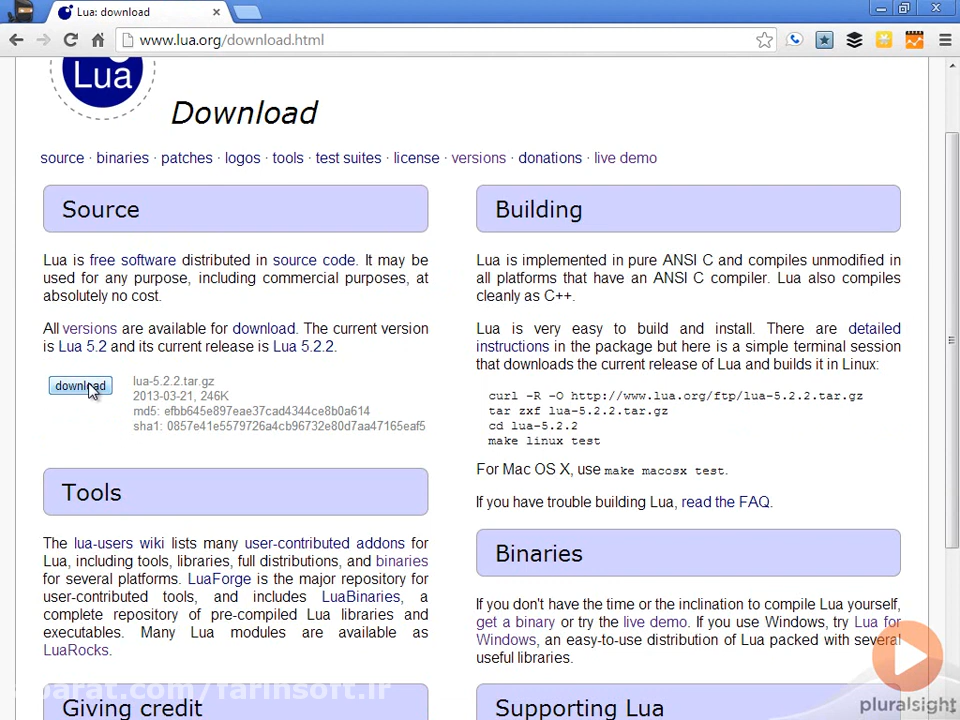 Lua: download
www.lua.org/download.html
Lua
Download
source · binaries · patches · logos · tools · test suites · license · versions · donations · live demo
Source
Lua is free software distributed in source code. It may be
used for any purpose, including commercial purposes, at
absolutely no cost.
All versions are available for download. The current version
is Lua 5.2 and its current release is Lua 5.2.2.
download
lua-5.2.2.tar.gz
2013-03-21, 246K
md5: efbb645e897eae37cad4344ce8b0a614
sha1: 0857e41e5579726a4cb96732e80d7aa47165eaf5
Tools
The lua-users wiki lists many user-contributed addons for
Lua, including tools, libraries, full distributions, and binaries
for several platforms. LuaForge is the major repository for
user-contributed tools, and includes LuaBinaries, a
complete repository of pre-compiled Lua libraries and
executables. Many Lua modules are available as
LuaRocks.
Giving credit
Building
Lua is implemented in pure ANSI C and compiles unmodified in
all platforms that have an ANSI C compiler. Lua also compiles
cleanly as C++.
Lua is very easy to build and install. There are detailed
instructions in the package but here is a simple terminal session
that downloads the current release of Lua and builds it in Linux:
curl -R -O http://www.lua.org/ftp/lua-5.2.2.tar.gz
tar zxf lua-5.2.2.tar.gz
cd lua-5.2.2
make linux test
For Mac OS X, use make macosx test.
If you have trouble building Lua, read the FAQ.
Binaries
If you don't have the time or the inclination to compile Lua yourself,
get a binary or try the live demo. If you use Windows, try Lua for
Windows, an easy-to-use distribution of Lua packed with several
useful libraries.
Supporting Lua
aparat.com/farinsoft.ir
pluralsight